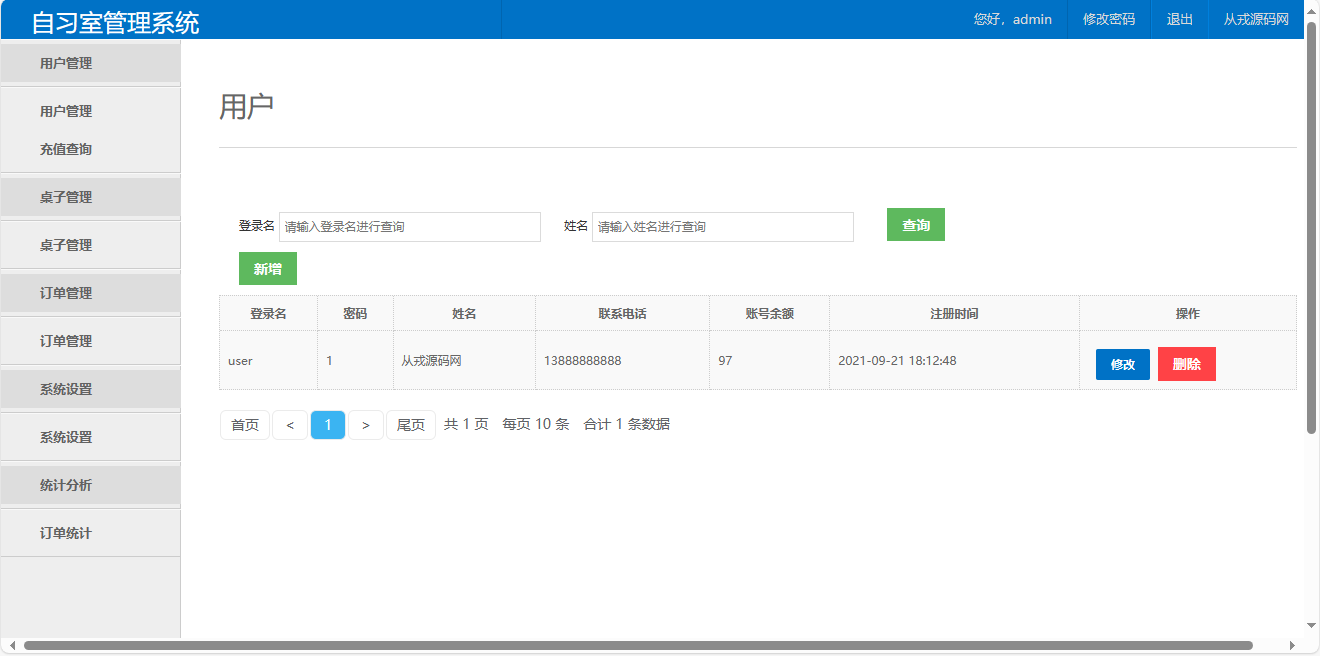 自习室管理系统
您好，admin 修改密码 退出 从戎源码网
用户管理
用户管理
充值查询
桌子管理
桌子管理
订单管理
订单管理
系统设置
系统设置
统计分析
订单统计
用户
登录名 请输入登录名进行查询 姓名 请输入姓名进行查询 查询
新增
登录名 密码 姓名 联系电话 账号余额 注册时间 操作
user 1 从戎源码网 13888888888 97 2021-09-21 18:12:48 修改 删除
首页 < 1 > 尾页 共 1 页 每页 10 条 合计 1 条数据